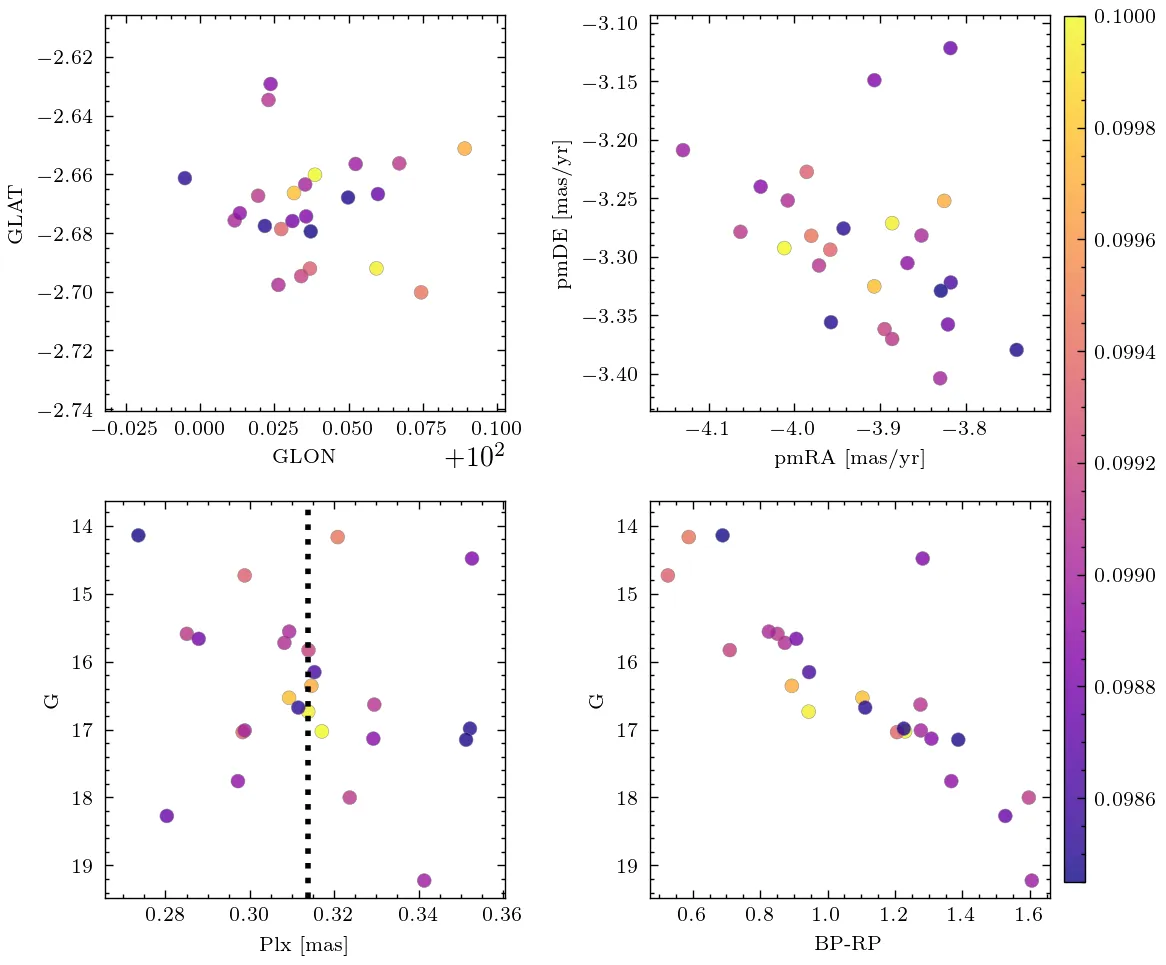 −2.62
−2.64
−2.66
−2.68
−2.70
−2.72
−2.74
GLAT
−0.025 0.000 0.025 0.050 0.075 0.100
GLON
+10²
−3.10
−3.15
−3.20
−3.25
−3.30
−3.35
−3.40
pmDE [mas/yr]
−4.1 −4.0 −3.9 −3.8
pmRA [mas/yr]
14
15
16
17
18
19
G
0.28 0.30 0.32 0.34 0.36
Plx [mas]
14
15
16
17
18
19
G
0.6 0.8 1.0 1.2 1.4 1.6
BP-RP
0.1000
0.0998
0.0996
0.0994
0.0992
0.0990
0.0988
0.0986